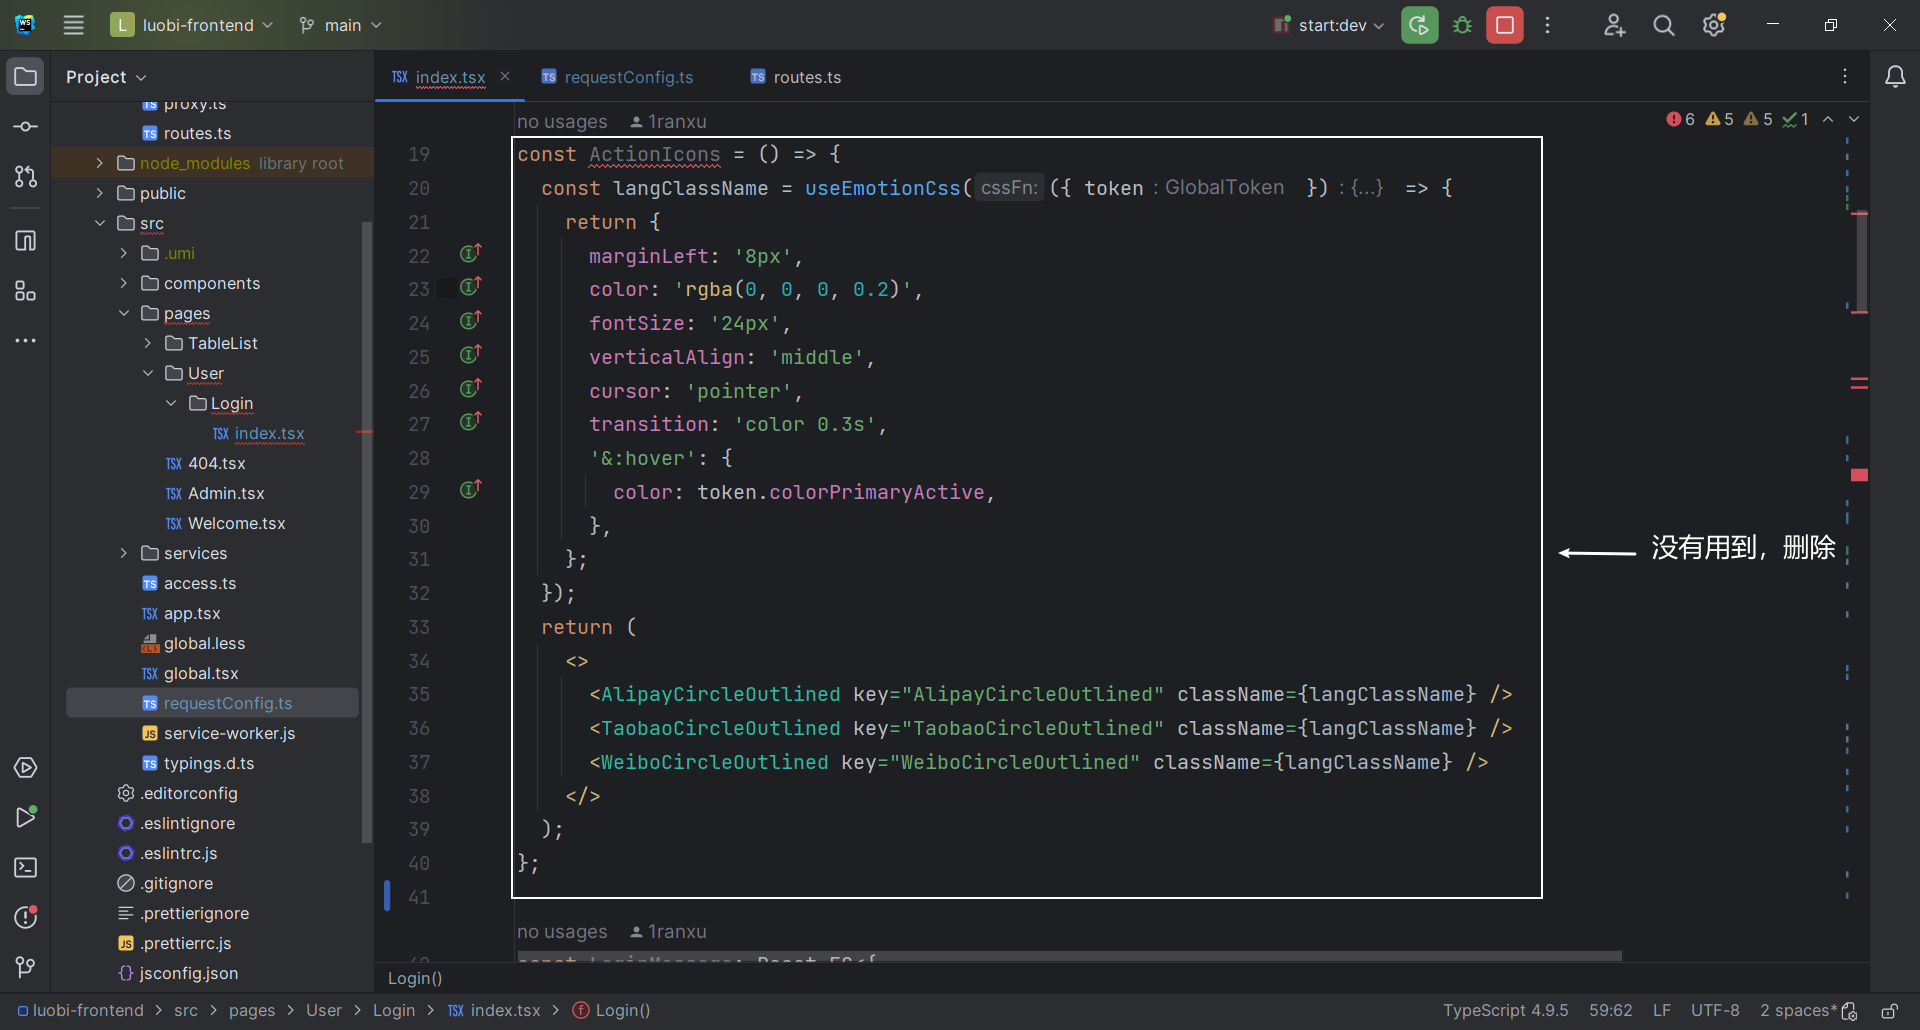 L luobi-frontend main start:dev
Project
index.tsx requestConfig.ts routes.ts
proxy.ts
routes.ts
node_modules library root
public
src
.umi
components
pages
TableList
User
Login
index.tsx
404.tsx
Admin.tsx
Welcome.tsx
services
access.ts
app.tsx
global.less
global.tsx
requestConfig.ts
service-worker.js
typings.d.ts
.editorconfig
.eslintignore
.eslintrc.js
.gitignore
.prettierignore
.prettierrc.js
jsconfig.json
no usages 1ranxu
6 5 5 1
19 const ActionIcons = () => {
20 const langClassName = useEmotionCss( cssFn: ({ token : GlobalToken }) : {...} => {
21 return {
22 marginLeft: '8px',
23 color: 'rgba(0, 0, 0, 0.2)',
24 fontSize: '24px',
25 verticalAlign: 'middle',
26 cursor: 'pointer',
27 transition: 'color 0.3s',
28 '&:hover': {
29 color: token.colorPrimaryActive,
30 },
31 };
32 });
33 return (
34 <>
35 <AlipayCircleOutlined key="AlipayCircleOutlined" className={langClassName} />
36 <TaobaoCircleOutlined key="TaobaoCircleOutlined" className={langClassName} />
37 <WeiboCircleOutlined key="WeiboCircleOutlined" className={langClassName} />
38 </>
39 );
40 };
41
没有用到，删除
no usages 1ranxu
Login()
luobi-frontend > src > pages > User > Login > index.tsx > Login()
TypeScript 4.9.5 59:62 LF UTF-8 2 spaces*